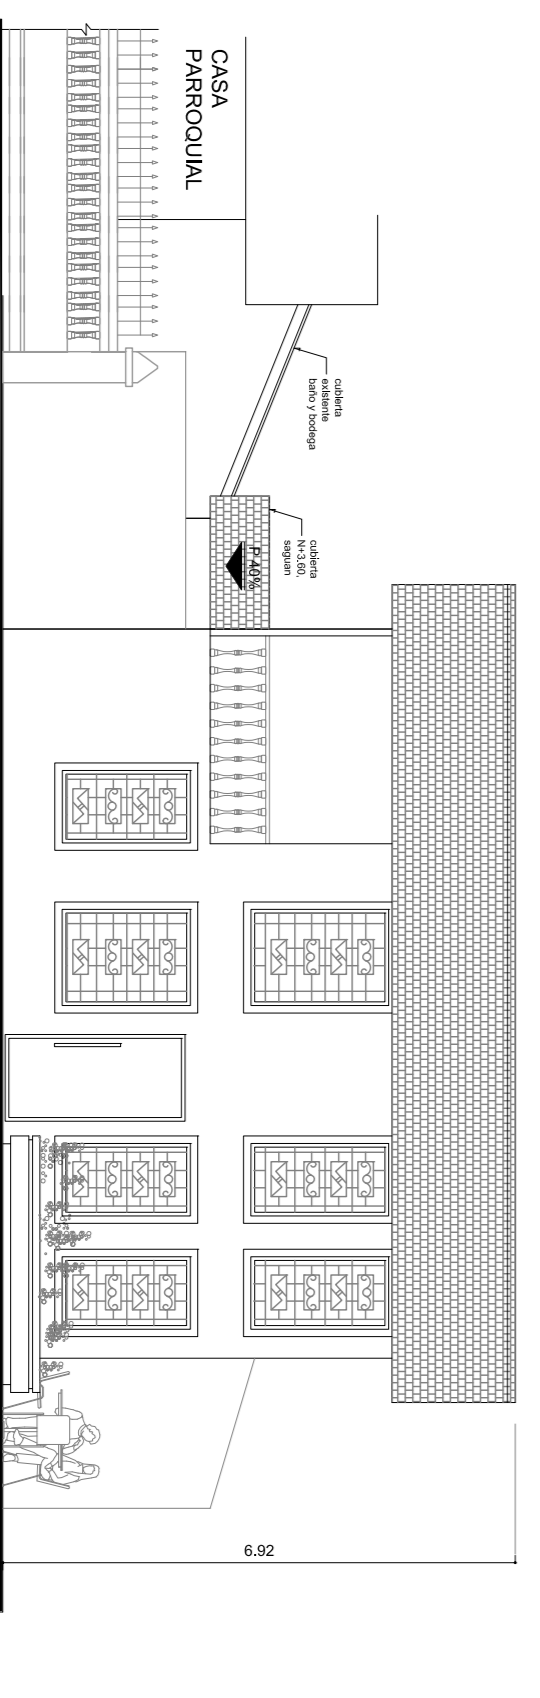 CASA
PARROQUIAL
cubierta
existente
baño y bodega
cubierta
N+3.60,
saguan
P 40%
6.92